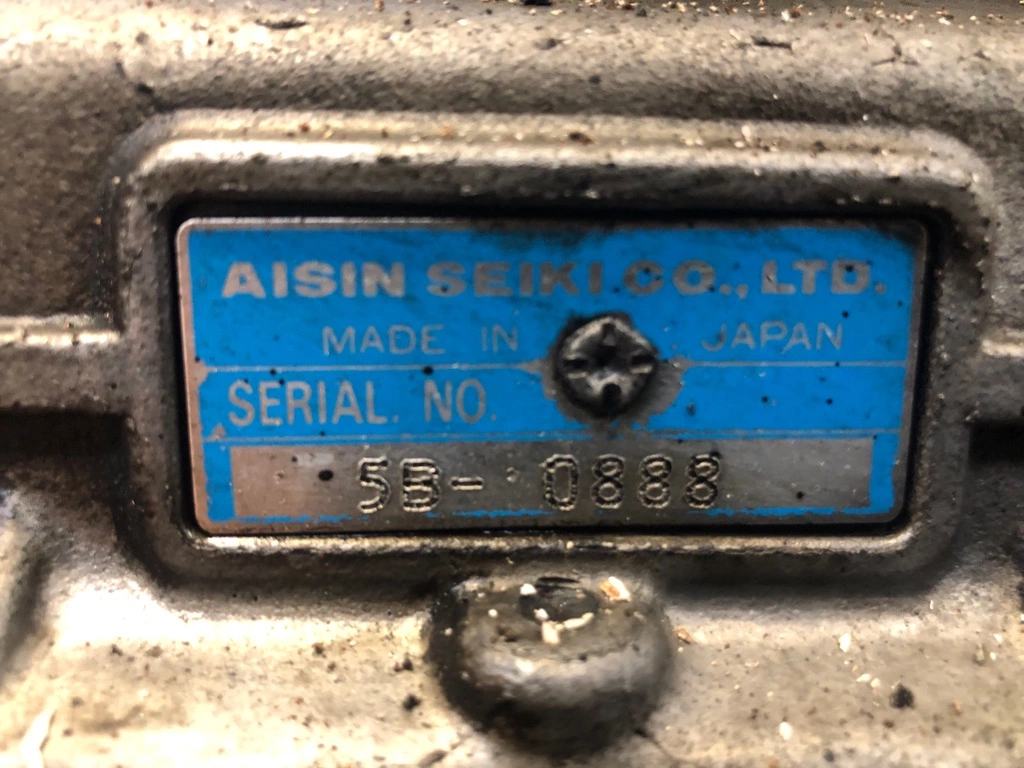 AISIN SEIKI CO., LTD.
MADE IN JAPAN
SERIAL. NO.
5B- 0888